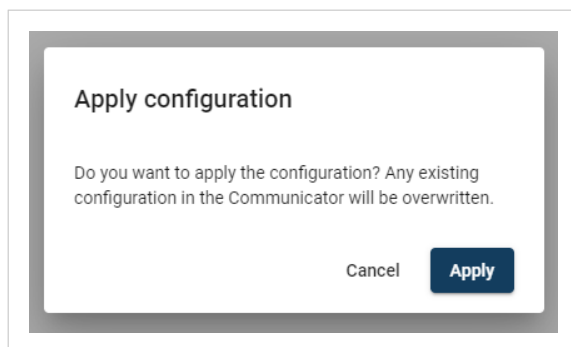 Apply configuration
Do you want to apply the configuration? Any existing
configuration in the Communicator will be overwritten.
Cancel Apply